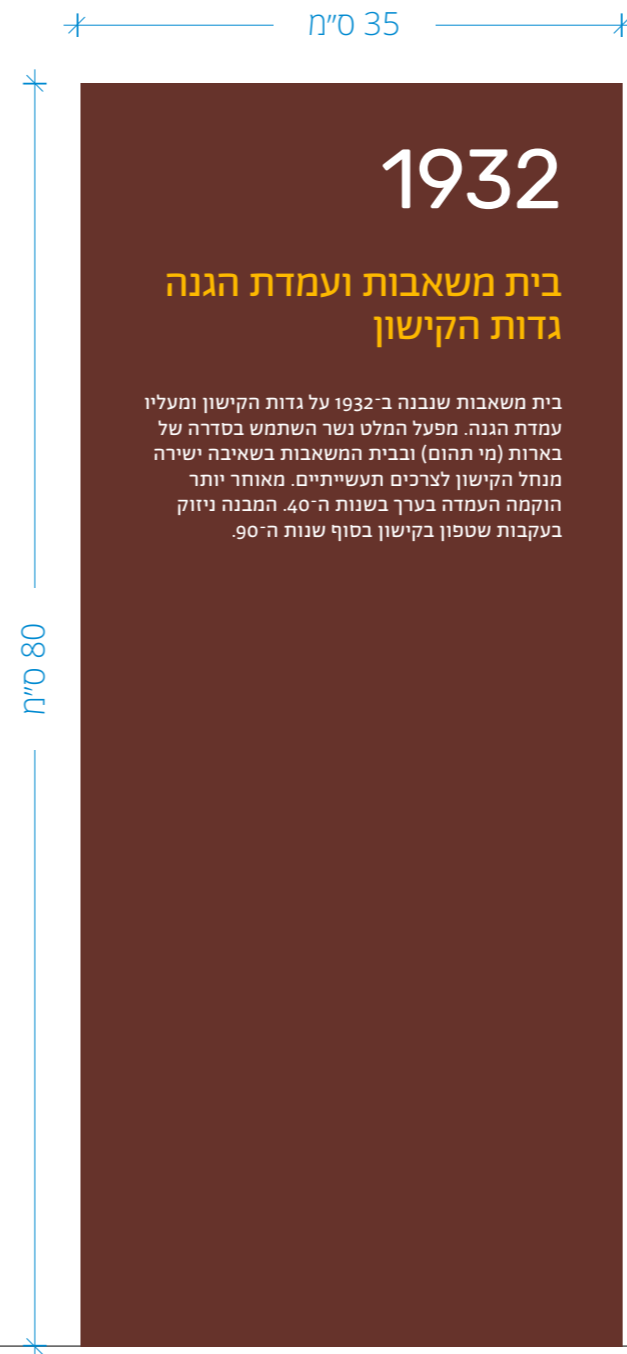 35 ס״מ
1932
בית משאבות ועמדת הגנה
גדות הקישון
בית משאבות שנבנה ב־1932 על גדות הקישון ומעליו
עמדת הגנה. מפעל המלט נשר השתמש בסדרה של
בארות (מי תהום) ובבית המשאבות בשאיבה ישירה
מנחל הקישון לצרכים תעשייתיים. מאוחר יותר
הוקמה העמדה בערך בשנות ה־40. המבנה ניזוק
בעקבות שטפון בקישון בסוף שנות ה־90.
80 ס״מ